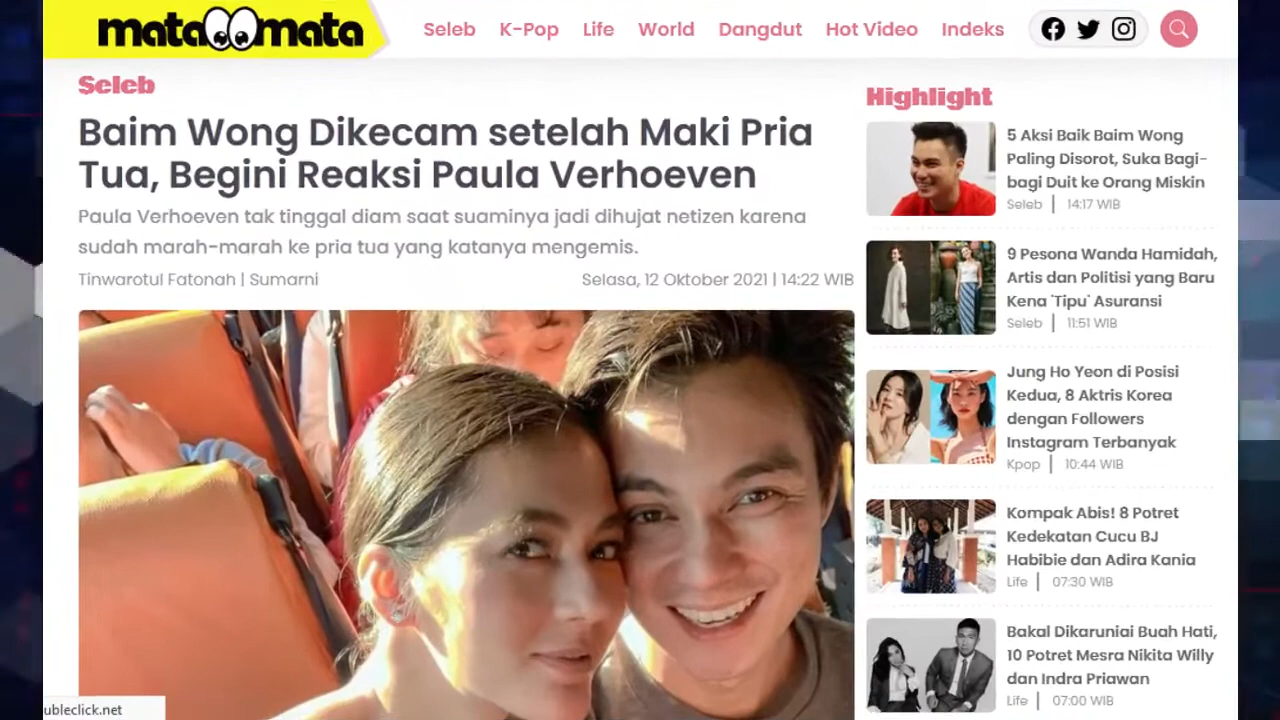 mata mata
Seleb
K-Pop
Life
World
Dangdut
Hot Video
Indeks
Seleb
Baim Wong Dikecam setelah Maki Pria
Tua, Begini Reaksi Paula Verhoeven
Paula Verhoeven tak tinggal diam saat suaminya jadi dihujat netizen karena
sudah marah-marah ke pria tua yang katanya mengemis.
Tinwarotul Fatonah | Sumarni
Selasa, 12 Oktober 2021 | 14:22 WIB
Highlight
5 Aksi Baik Baim Wong
Paling Disorot, Suka Bagi-
bagi Duit ke Orang Miskin
Seleb | 14:17 WIB
9 Pesona Wanda Hamidah,
Artis dan Politisi yang Baru
Kena 'Tipu' Asuransi
Seleb | 11:51 WIB
Jung Ho Yeon di Posisi
Kedua, 8 Aktris Korea
dengan Followers
Instagram Terbanyak
Kpop | 10:44 WIB
Kompak Abis! 8 Potret
Kedekatan Cucu BJ
Habibie dan Adira Kania
Life | 07:30 WIB
Bakal Dikaruniai Buah Hati,
10 Potret Mesra Nikita Willy
dan Indra Priawan
Life | 07:00 WIB
ubleclick.net